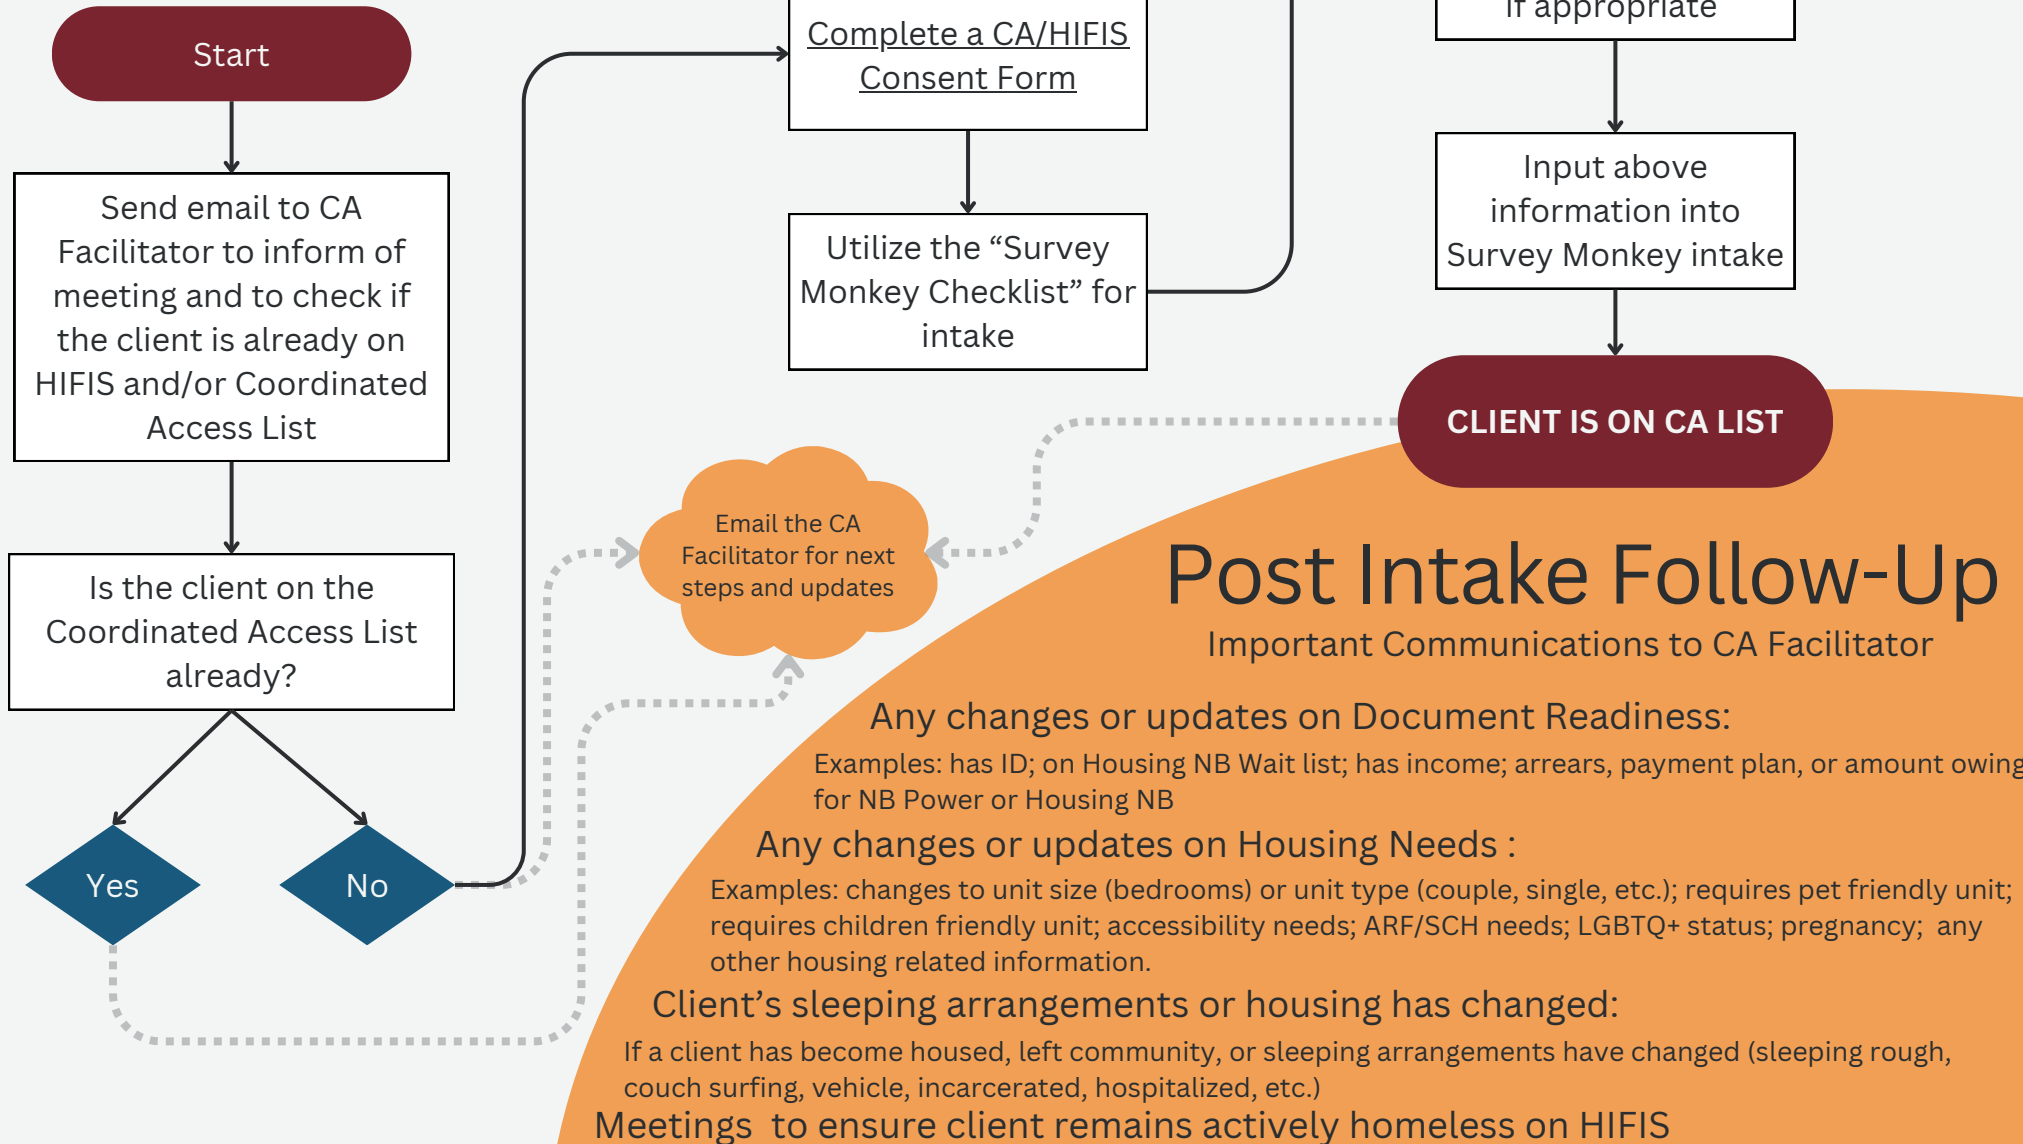 Start
Send email to CA
Facilitator to inform of
meeting and to check if
the client is already on
HIFIS and/or Coordinated
Access List
Is the client on the
Coordinated Access List
already?
Yes
No
Complete a CA/HIFIS
Consent Form
Utilize the “Survey
Monkey Checklist” for
intake
if appropriate
Input above
information into
Survey Monkey intake
CLIENT IS ON CA LIST
Email the CA
Facilitator for next
steps and updates
Post Intake Follow-Up
Important Communications to CA Facilitator
Any changes or updates on Document Readiness:
Examples: has ID; on Housing NB Wait list; has income; arrears, payment plan, or amount owing
for NB Power or Housing NB
Any changes or updates on Housing Needs :
Examples: changes to unit size (bedrooms) or unit type (couple, single, etc.); requires pet friendly unit;
requires children friendly unit; accessibility needs; ARF/SCH needs; LGBTQ+ status; pregnancy;  any
other housing related information.
Client’s sleeping arrangements or housing has changed:
If a client has become housed, left community, or sleeping arrangements have changed (sleeping rough,
couch surfing, vehicle, incarcerated, hospitalized, etc.)
Meetings  to ensure client remains actively homeless on HIFIS